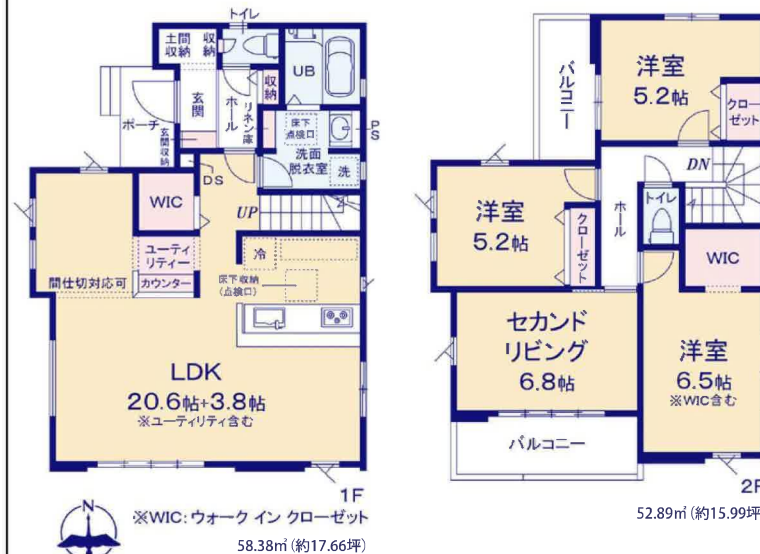 トイレ
土間
収納
収
納
UB
玄関
ホール
収納
リネン庫
ポーチ
玄関
収納
床下
点検口
PS
洗面
脱衣室
洗
DS
WIC
UP
ユーティ
リティー
カウンター
間仕切対応可
冷
床下収納
(点検口)
LDK
20.6帖+3.8帖
※ユーティリティ含む
1F
N
※WIC:ウォーク イン クローゼット
58.38㎡(約17.66坪)
バルコニー
洋室
5.2帖
クロー
ゼット
DN
トイレ
洋室
5.2帖
クローゼット
ホール
WIC
セカンド
リビング
6.8帖
洋室
6.5帖
※WIC含む
バルコニー
2F
52.89㎡(約15.99坪